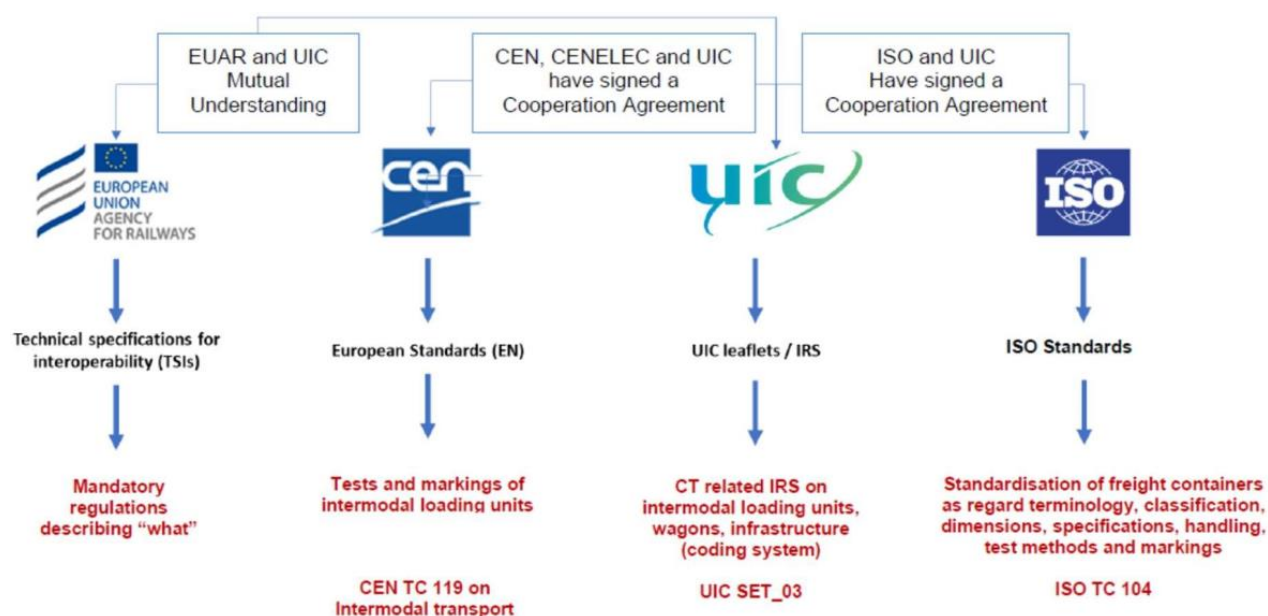 EUAR and UIC
Mutual
Understanding
CEN, CENELEC and UIC
have signed a
Cooperation Agreement
ISO and UIC
Have signed a
Cooperation Agreement
EUROPEAN
UNION
AGENCY
FOR RAILWAYS
cen
uic
ISO
Technical specifications for
interoperability (TSIs)
European Standards (EN)
UIC leaflets / IRS
ISO Standards
Mandatory
regulations
describing “what”
Tests and markings of
intermodal loading units
CT related IRS on
intermodal loading units,
wagons, infrastructure
(coding system)
Standardisation of freight containers
as regard terminology, classification,
dimensions, specifications, handling,
test methods and markings
CEN TC 119 on
Intermodal transport
UIC SET_03
ISO TC 104